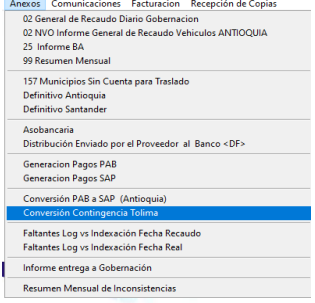 Anexos Comunicaciones Facturacion Recepción de Copias
02 General de Recaudo Diario Gobernacion
02 NVO Informe General de Recaudo Vehiculos ANTIOQUIA
25 Informe BA
99 Resumen Mensual
157 Municipios Sin Cuenta para Traslado
Definitivo Antioquia
Definitivo Santander
Asobancaria
Distribución Enviado por el Proveedor al Banco <DF>
Generacion Pagos PAB
Generacion Pagos SAP
Conversión PAB a SAP (Antioquia)
Conversión Contingencia Tolima
Faltantes Log vs Indexación Fecha Recaudo
Faltantes Log vs Indexación Fecha Real
Informe entrega a Gobernación
Resumen Mensual de Inconsistencias